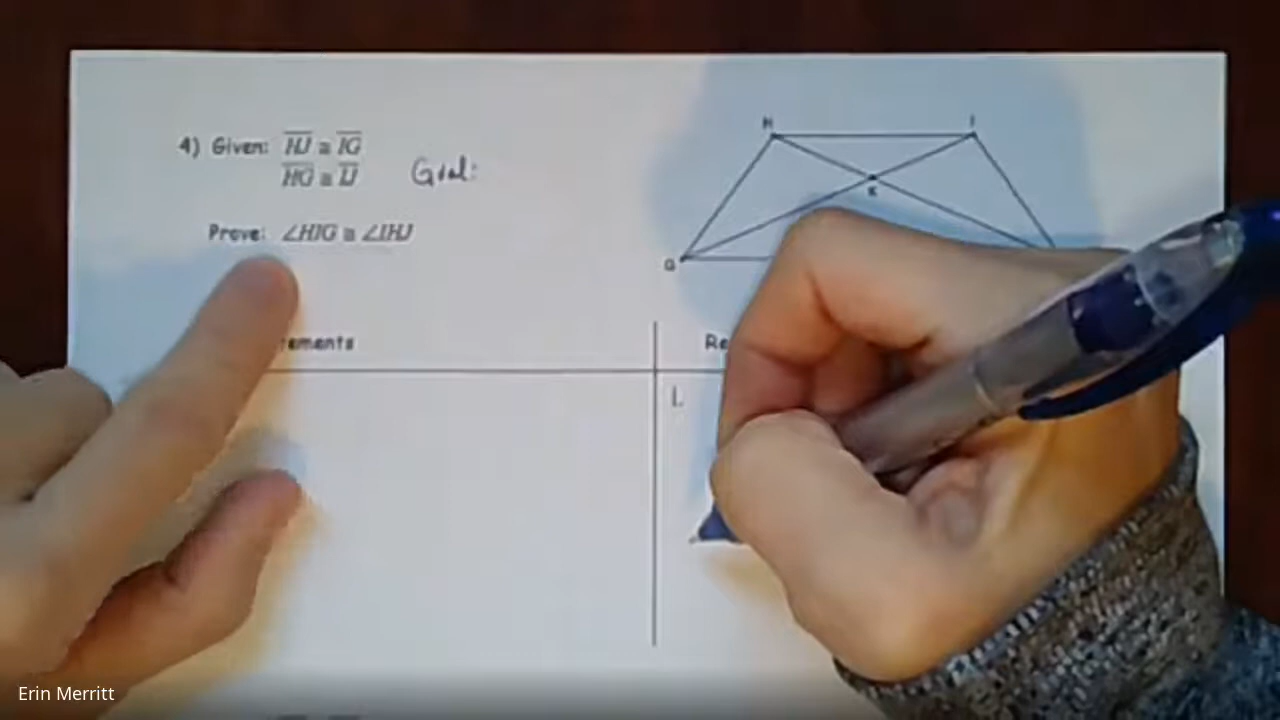 4) Given: HJ ≅ IG
HG ≅ IJ
Goal:
Prove: ∠HIG ≅ ∠IHJ
H I
K
G
ements
Re
1.
Erin Merritt